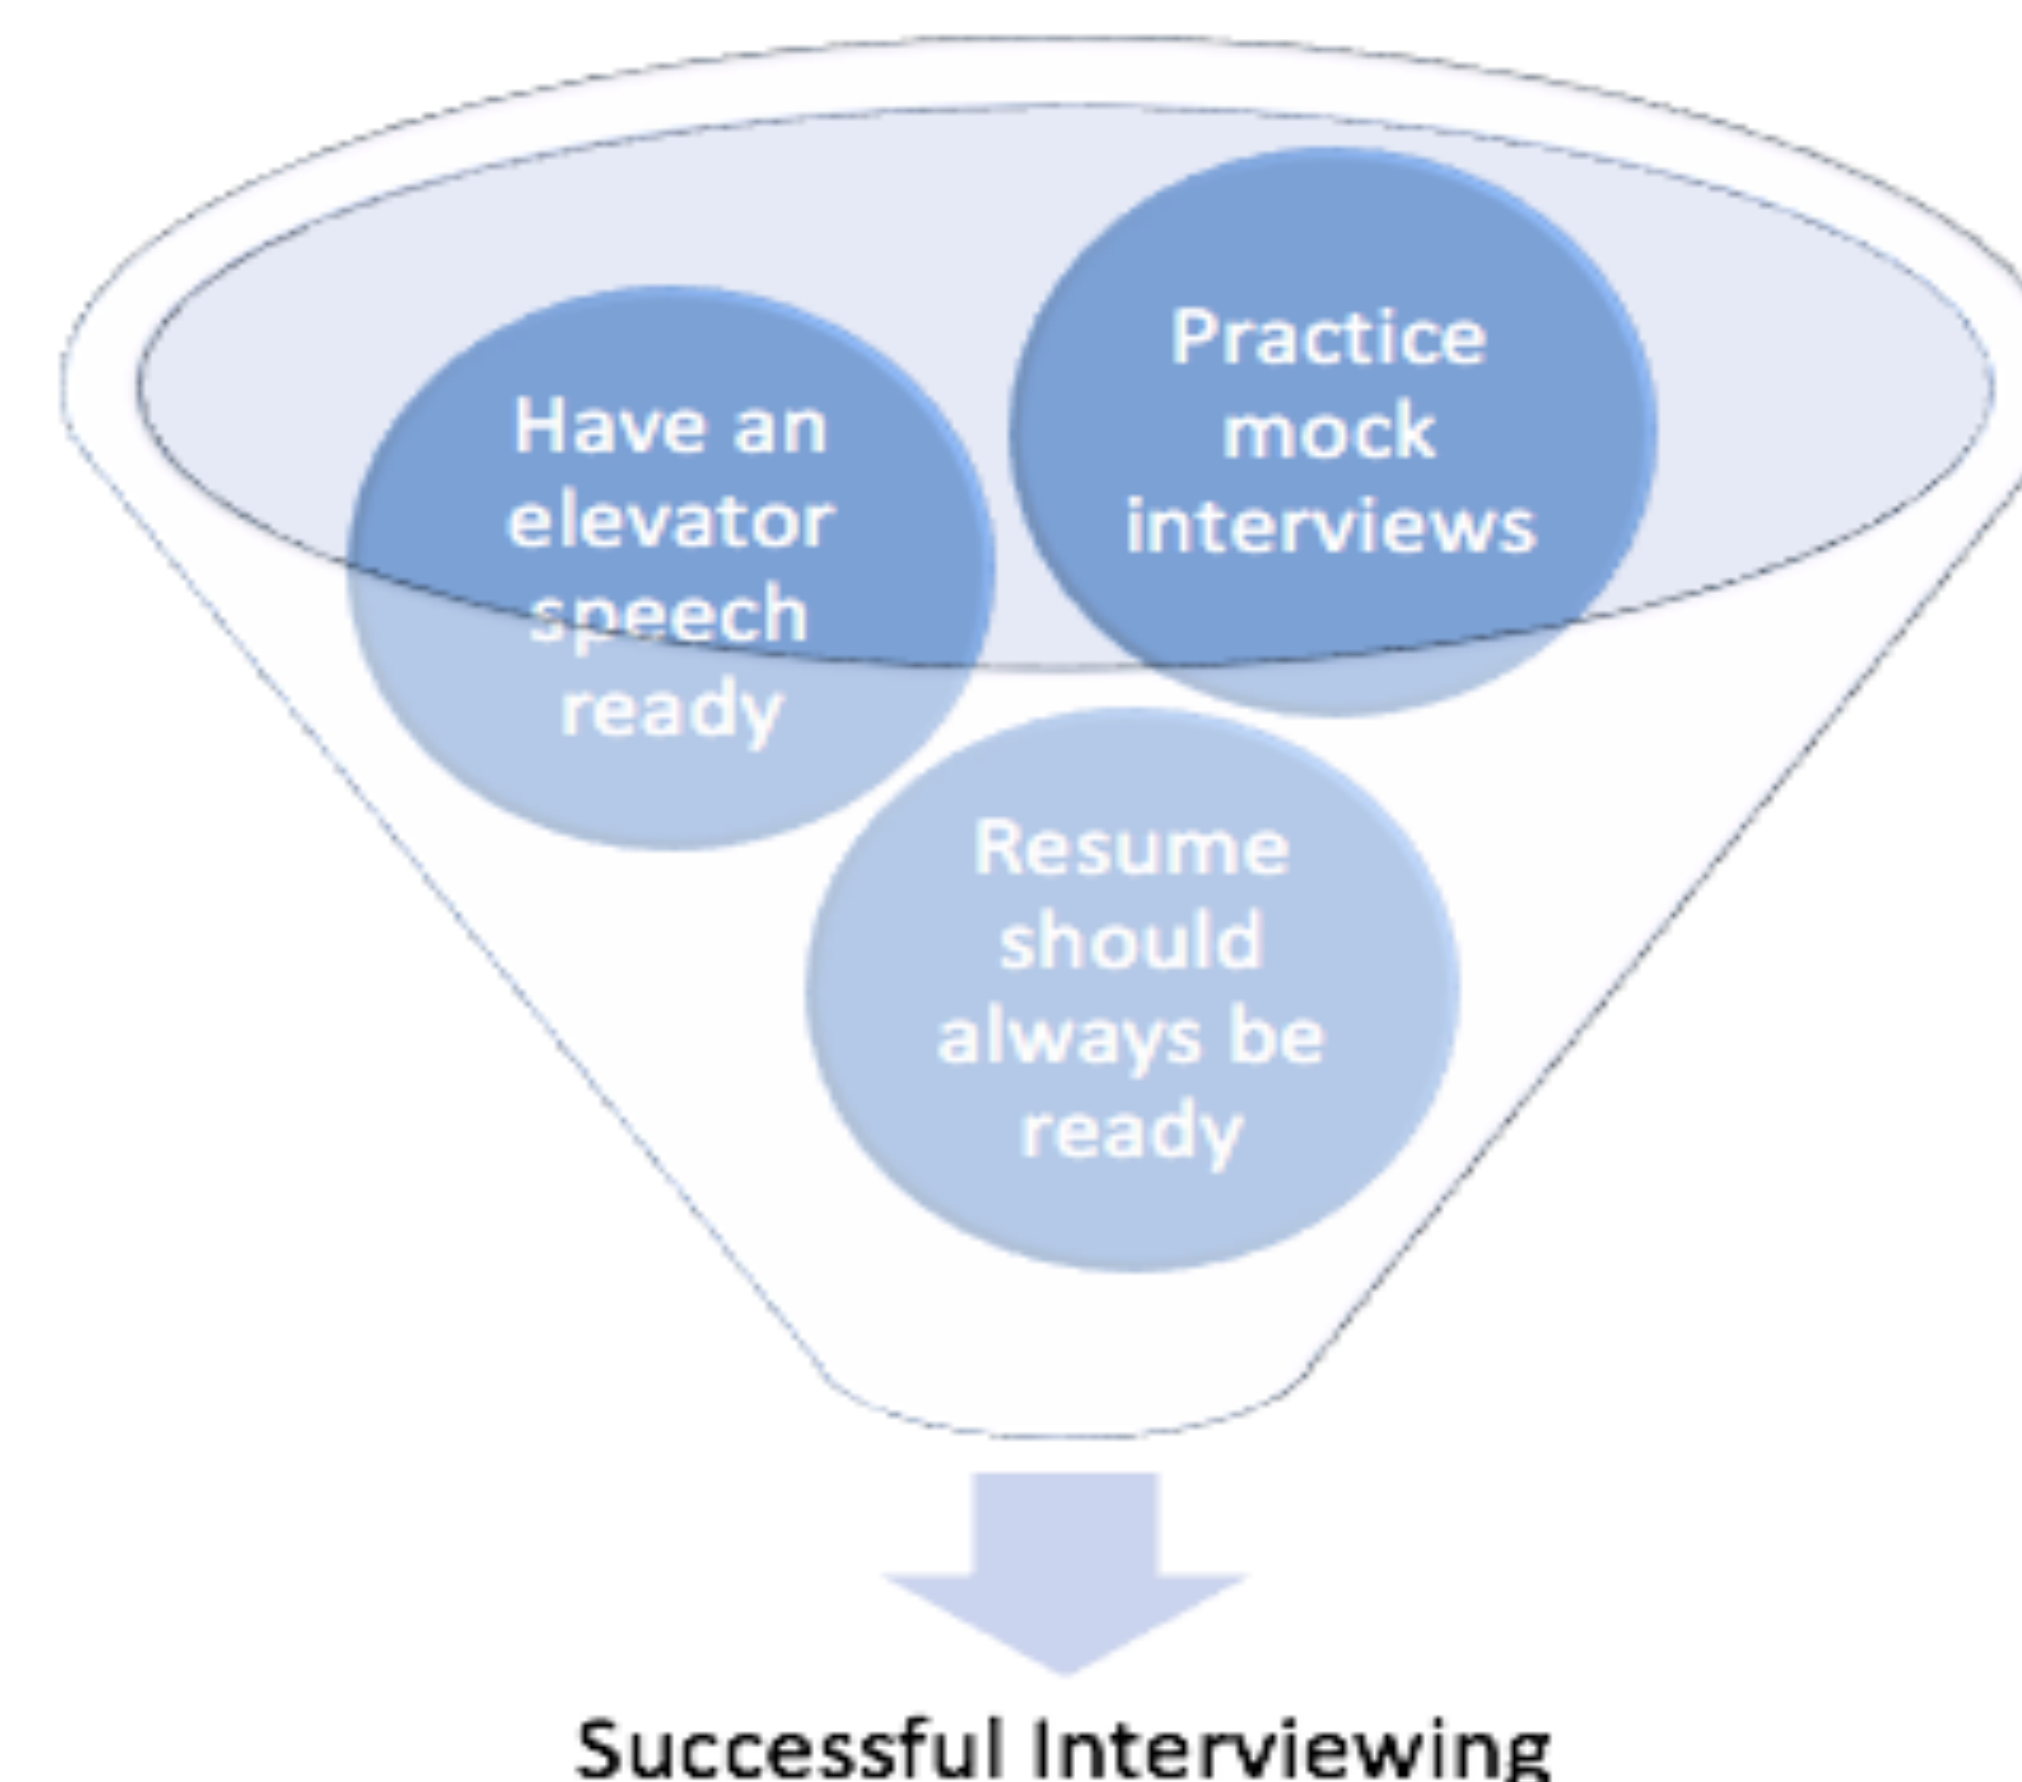 Have an
elevator
speech
ready
Practice
mock
interviews
Resume
should
always be
ready
Successful Interviewing